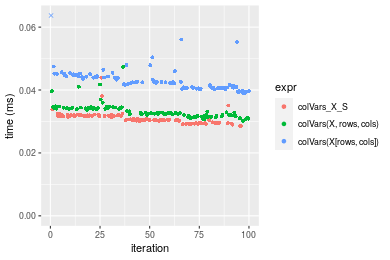 0.06
0.04
0.02
0.00
time (ms)
0
25
50
75
100
iteration
expr
colVars_X_S
colVars(X, rows, cols)
colVars(X[rows, cols])